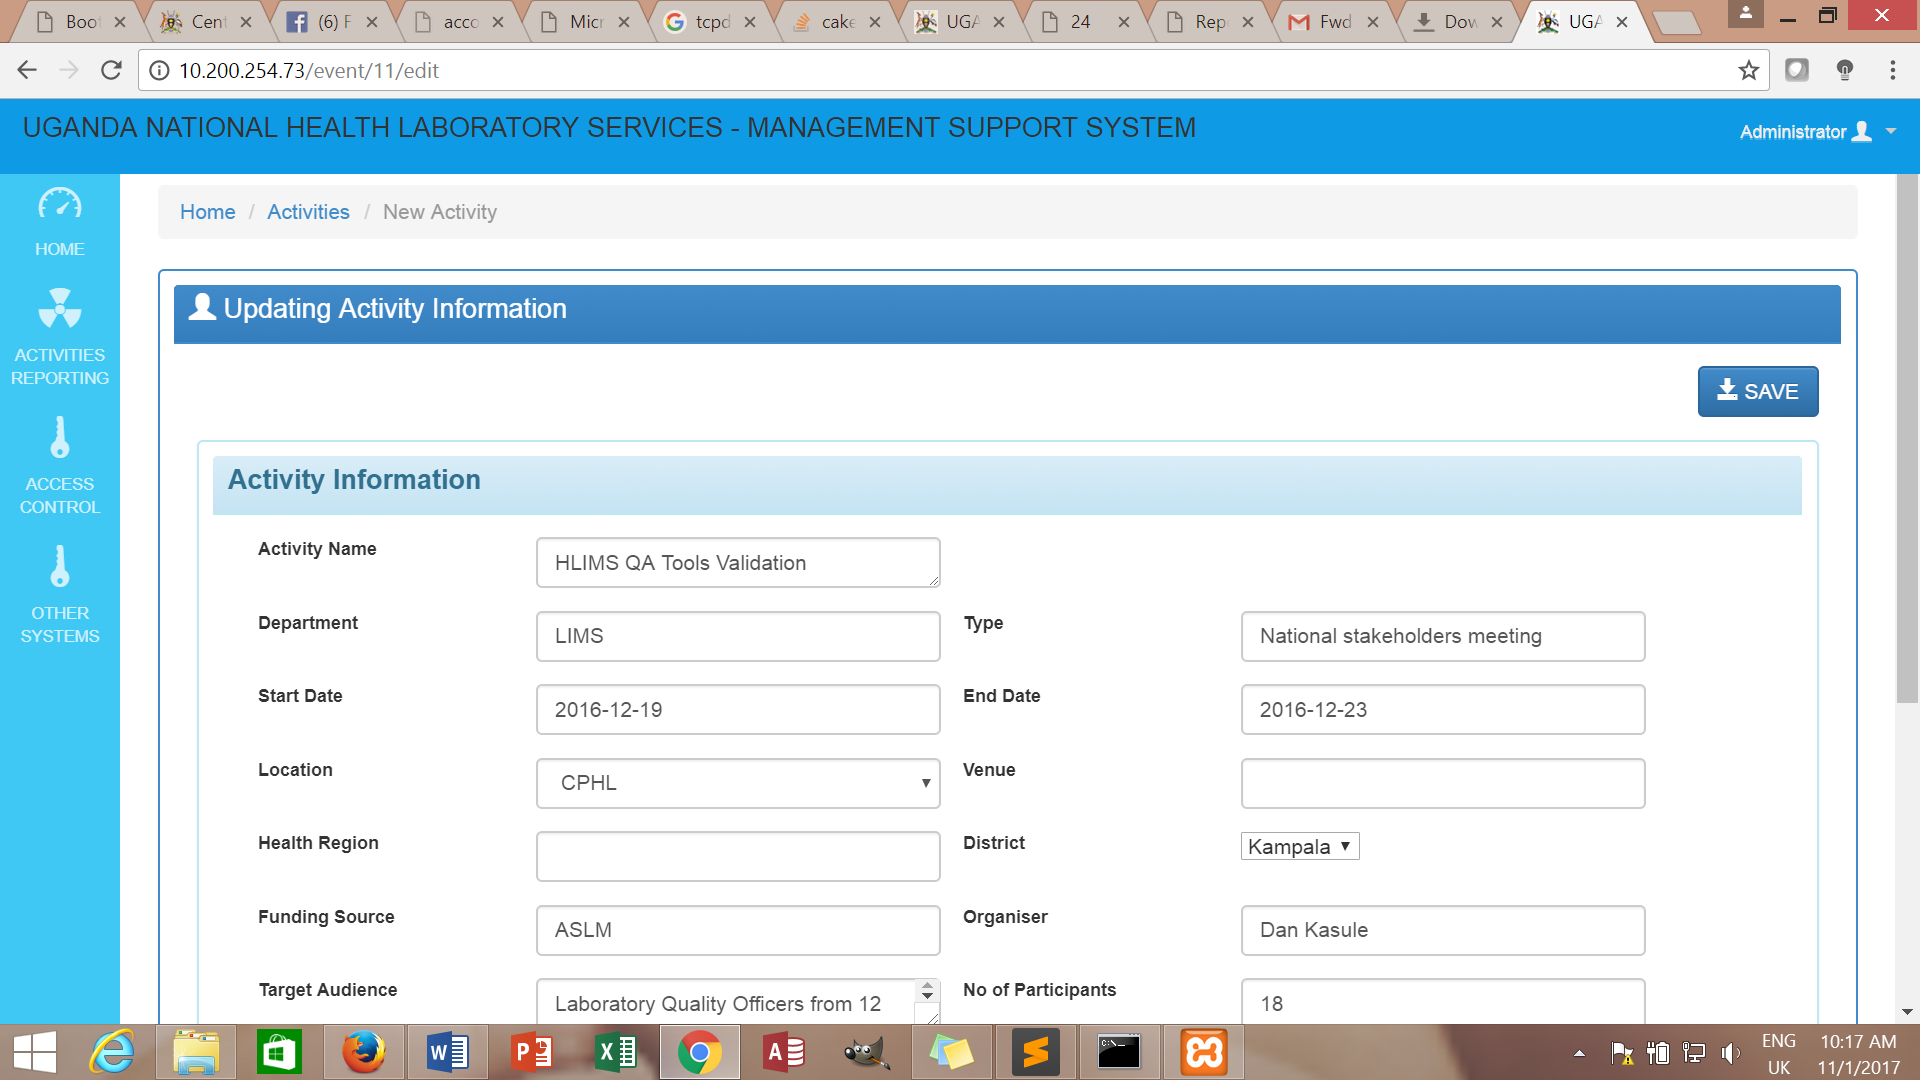 Boo
Cent
(6) F
acco
Micr
tcpd
cake
UGA
24
Rep
Fwd
Dow
UGA
10.200.254.73/event/11/edit
UGANDA NATIONAL HEALTH LABORATORY SERVICES - MANAGEMENT SUPPORT SYSTEM
Administrator
HOME
ACTIVITIES
REPORTING
ACCESS
CONTROL
OTHER
SYSTEMS
Home / Activities / New Activity
Updating Activity Information
SAVE
Activity Information
Activity Name HLIMS QA Tools Validation
Department LIMS Type National stakeholders meeting
Start Date 2016-12-19 End Date 2016-12-23
Location CPHL Venue
Health Region District Kampala
Funding Source ASLM Organiser Dan Kasule
Target Audience Laboratory Quality Officers from 12 No of Participants 18
ENG
UK
10:17 AM
11/1/2017